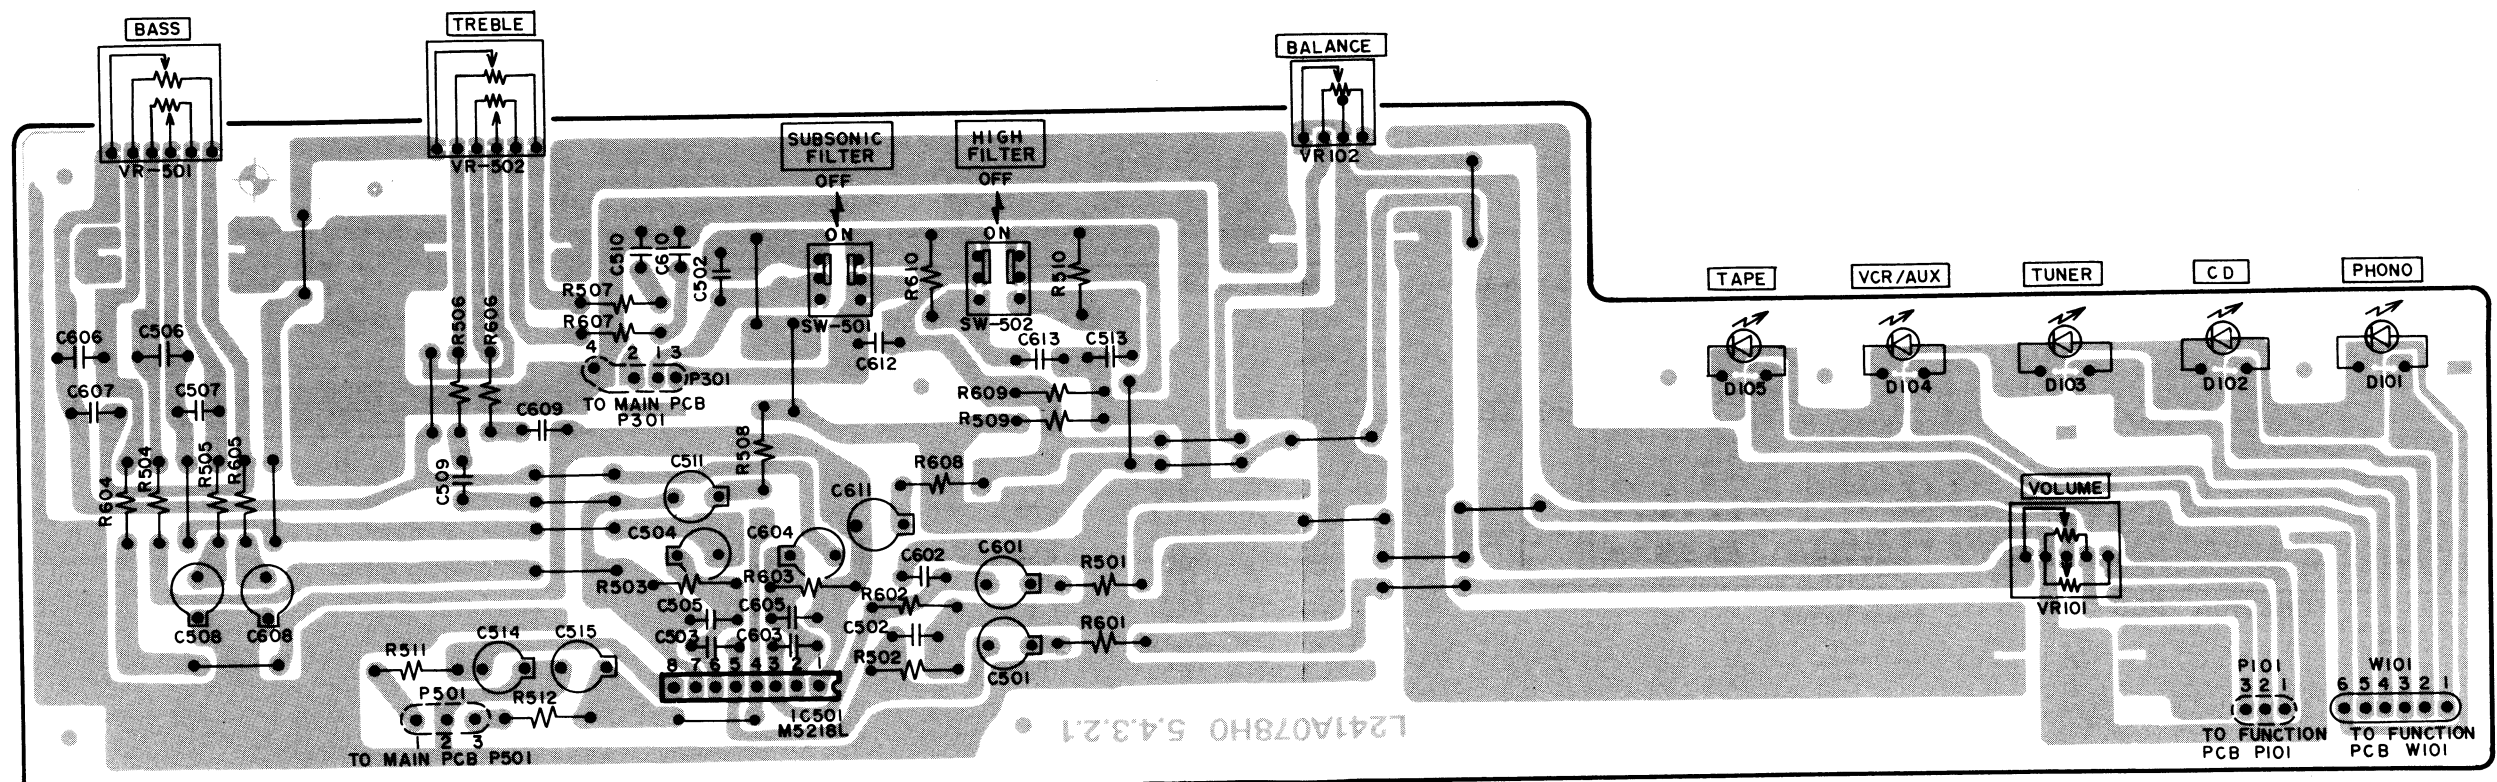 BASS
TREBLE
BALANCE
VR-501
VR-502
VR102
SUBSONIC
FILTER
OFF
ON
HIGH
FILTER
OFF
ON
C510
C610
C502
R610
R510
SW-501
SW-502
R507
R607
C606
C506
R506
R606
C607
C507
4 2 1 3
P301
TO MAIN PCB
P301
C612
C613
C513
R609
R509
C609
R508
C509
R604
R504
R505
R605
C511
R608
C611
C504
C604
C602
C601
R501
R503
R603
R602
C505
C605
C502
R601
C503
C603
R502
C501
C508
C608
R511
C514
C515
8 7 6 5 4 3 2 1
P501
R512
IC501
M5218L
1 2 3
TO MAIN PCB P501
L241A078H0 5.4.3.2.1
TAPE
VCR/AUX
TUNER
CD
PHONO
D105
D104
D103
D102
D101
VOLUME
VR101
P101
3 2 1
W101
6 5 4 3 2 1
TO FUNCTION
PCB P101
TO FUNCTION
PCB W101